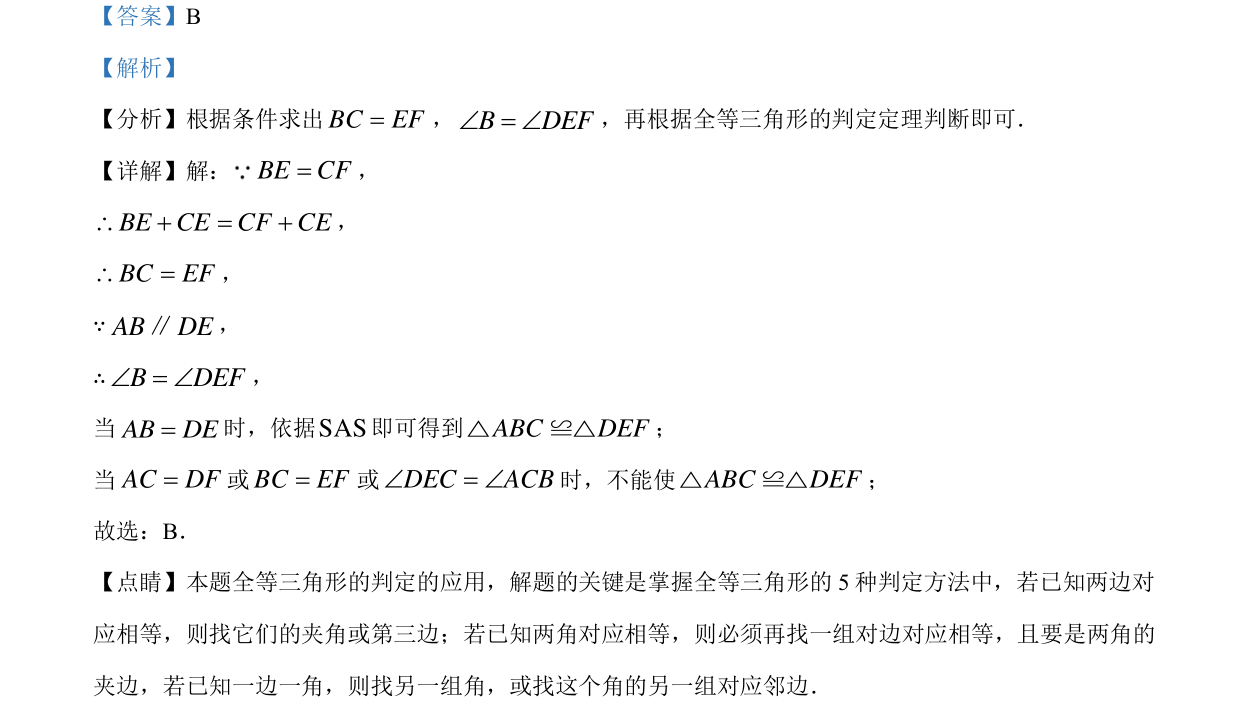 【答案】B
【解析】
【分析】根据条件求出BC = EF，∠B = ∠DEF，再根据全等三角形的判定定理判断即可．
【详解】解：∵BE = CF，
∴BE + CE = CF + CE，
∴BC = EF，
∵AB∥DE，
∴∠B = ∠DEF，
当AB = DE时，依据SAS即可得到△ABC≌△DEF；
当AC = DF或BC = EF或∠DEC = ∠ACB时，不能使△ABC≌△DEF；
故选：B．
【点睛】本题全等三角形的判定的应用，解题的关键是掌握全等三角形的5种判定方法中，若已知两边对
应相等，则找它们的夹角或第三边；若已知两角对应相等，则必须再找一组对边对应相等，且要是两角的
夹边，若已知一边一角，则找另一组角，或找这个角的另一组对应邻边．